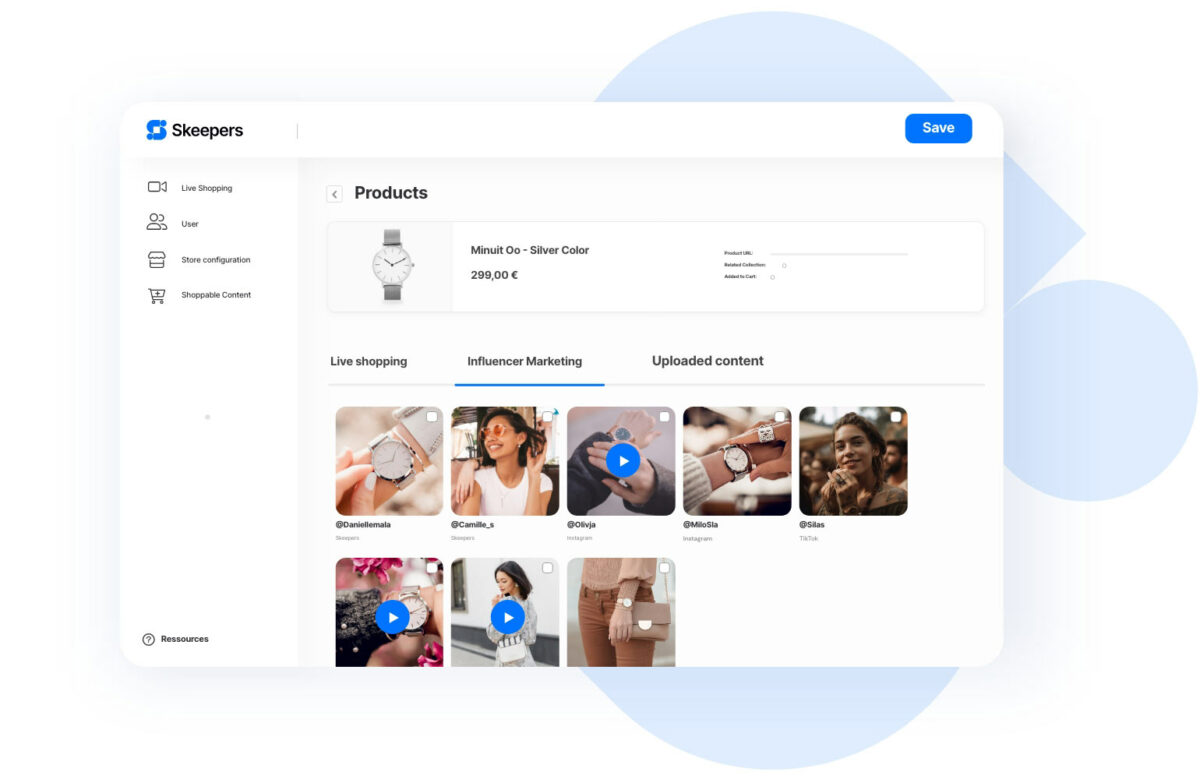 Skeepers
Save
Live Shopping
User
Store configuration
Shoppable Content
Ressources
Products
Minuit Oo - Silver Color
299,00 €
Product URL:
Related Collection:
Added to Cart:
Live shopping
Influencer Marketing
Uploaded content
@Daniellemala
Skeepers
@Camille_s
Skeepers
@Olivja
Instagram
@MiloSla
Instagram
@Silas
TikTok